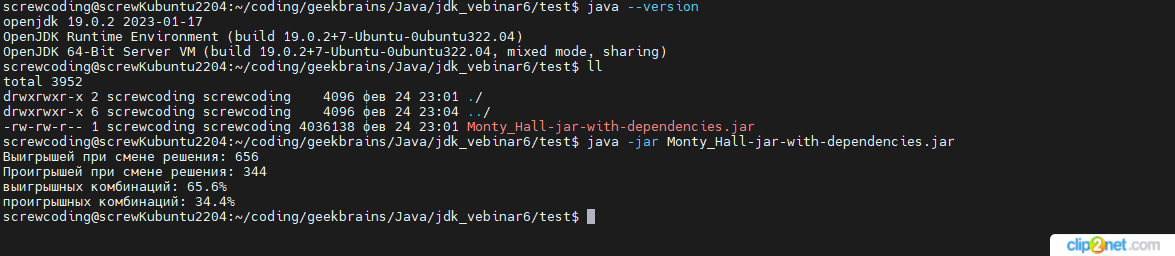 screwcoding@screwKubuntu2204:~/coding/geekbrains/Java/jdk_vebinar6/test$ java --version
openjdk 19.0.2 2023-01-17
OpenJDK Runtime Environment (build 19.0.2+7-Ubuntu-0ubuntu322.04)
OpenJDK 64-Bit Server VM (build 19.0.2+7-Ubuntu-0ubuntu322.04, mixed mode, sharing)
screwcoding@screwKubuntu2204:~/coding/geekbrains/Java/jdk_vebinar6/test$ ll
total 3952
drwxrwxr-x 2 screwcoding screwcoding    4096 фев 24 23:01 ./
drwxrwxr-x 6 screwcoding screwcoding    4096 фев 24 23:04 ../
-rw-rw-r-- 1 screwcoding screwcoding 4036138 фев 24 23:01 Monty_Hall-jar-with-dependencies.jar
screwcoding@screwKubuntu2204:~/coding/geekbrains/Java/jdk_vebinar6/test$ java -jar Monty_Hall-jar-with-dependencies.jar
Выигрышей при смене решения: 656
Проигрышей при смене решения: 344
выигрышных комбинаций: 65.6%
проигрышных комбинаций: 34.4%
screwcoding@screwKubuntu2204:~/coding/geekbrains/Java/jdk_vebinar6/test$
clip2net.com